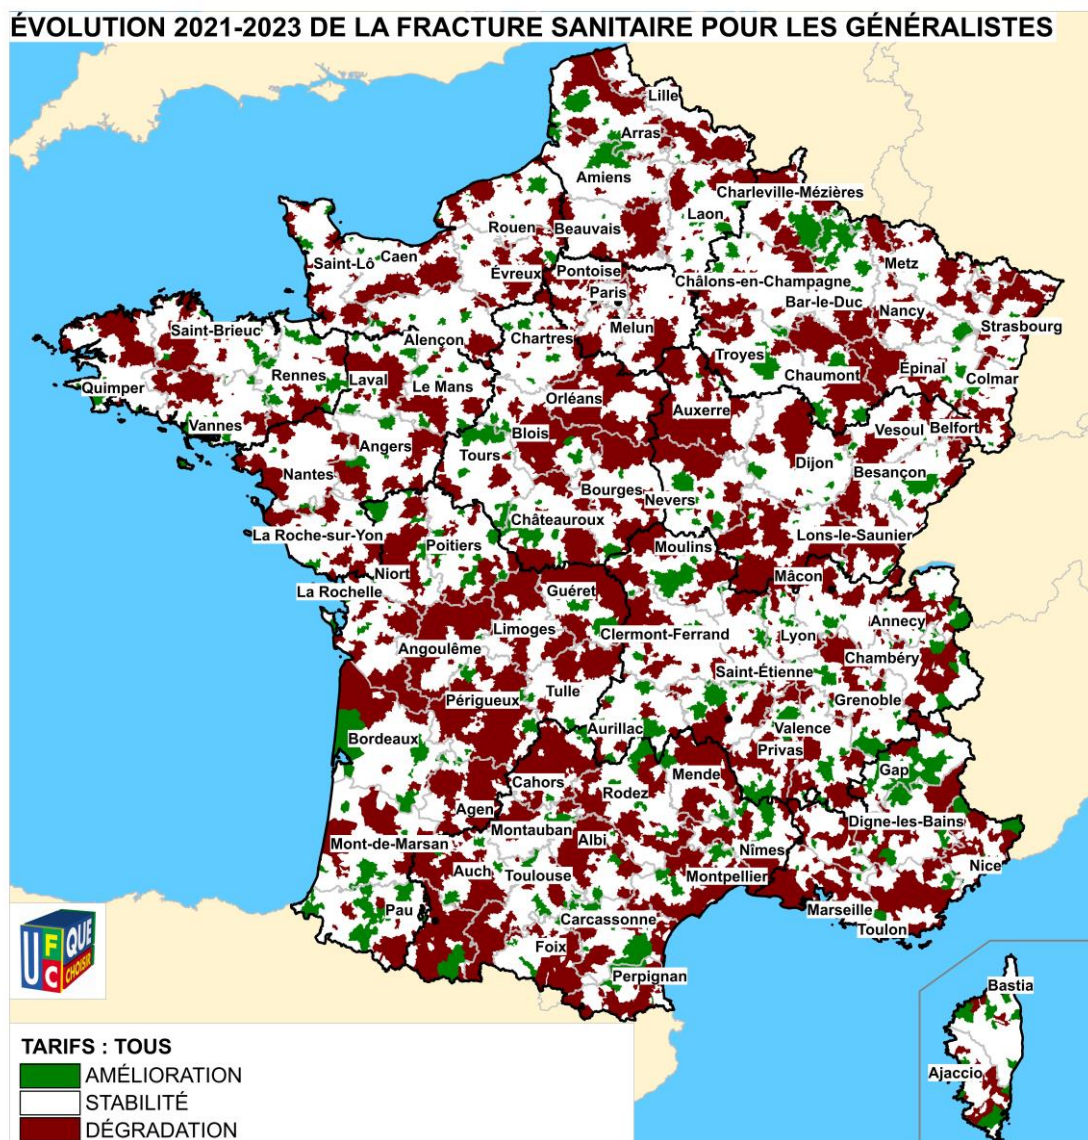 ÉVOLUTION 2021-2023 DE LA FRACTURE SANITAIRE POUR LES GÉNÉRALISTES
Lille
Arras
Amiens
Charleville-Mézières
Laon
Rouen
Beauvais
Caen
Saint-Lô
Évreux
Pontoise
Paris
Metz
Châlons-en-Champagne
Bar-le-Duc
Nancy
Strasbourg
Melun
Saint-Brieuc
Alençon
Chartres
Troyes
Chaumont
Épinal
Colmar
Quimper
Rennes
Laval
Le Mans
Orléans
Auxerre
Vannes
Blois
Vesoul
Belfort
Angers
Tours
Dijon
Besançon
Nantes
Bourges
Nevers
Châteauroux
La Roche-sur-Yon
Poitiers
Moulins
Lons-le-Saunier
Niort
Mâcon
La Rochelle
Guéret
Limoges
Clermont-Ferrand
Lyon
Annecy
Angoulême
Chambéry
Saint-Étienne
Périgueux
Tulle
Grenoble
Aurillac
Valence
Bordeaux
Privas
Cahors
Mende
Gap
Rodez
Agen
Montauban
Albi
Digne-les-Bains
Mont-de-Marsan
Nîmes
Nice
Auch
Toulouse
Montpellier
Pau
Carcassonne
Marseille
Toulon
Foix
Perpignan
Bastia
Ajaccio
UFC
QUE
CHOISIR
TARIFS : TOUS
AMÉLIORATION
STABILITÉ
DÉGRADATION